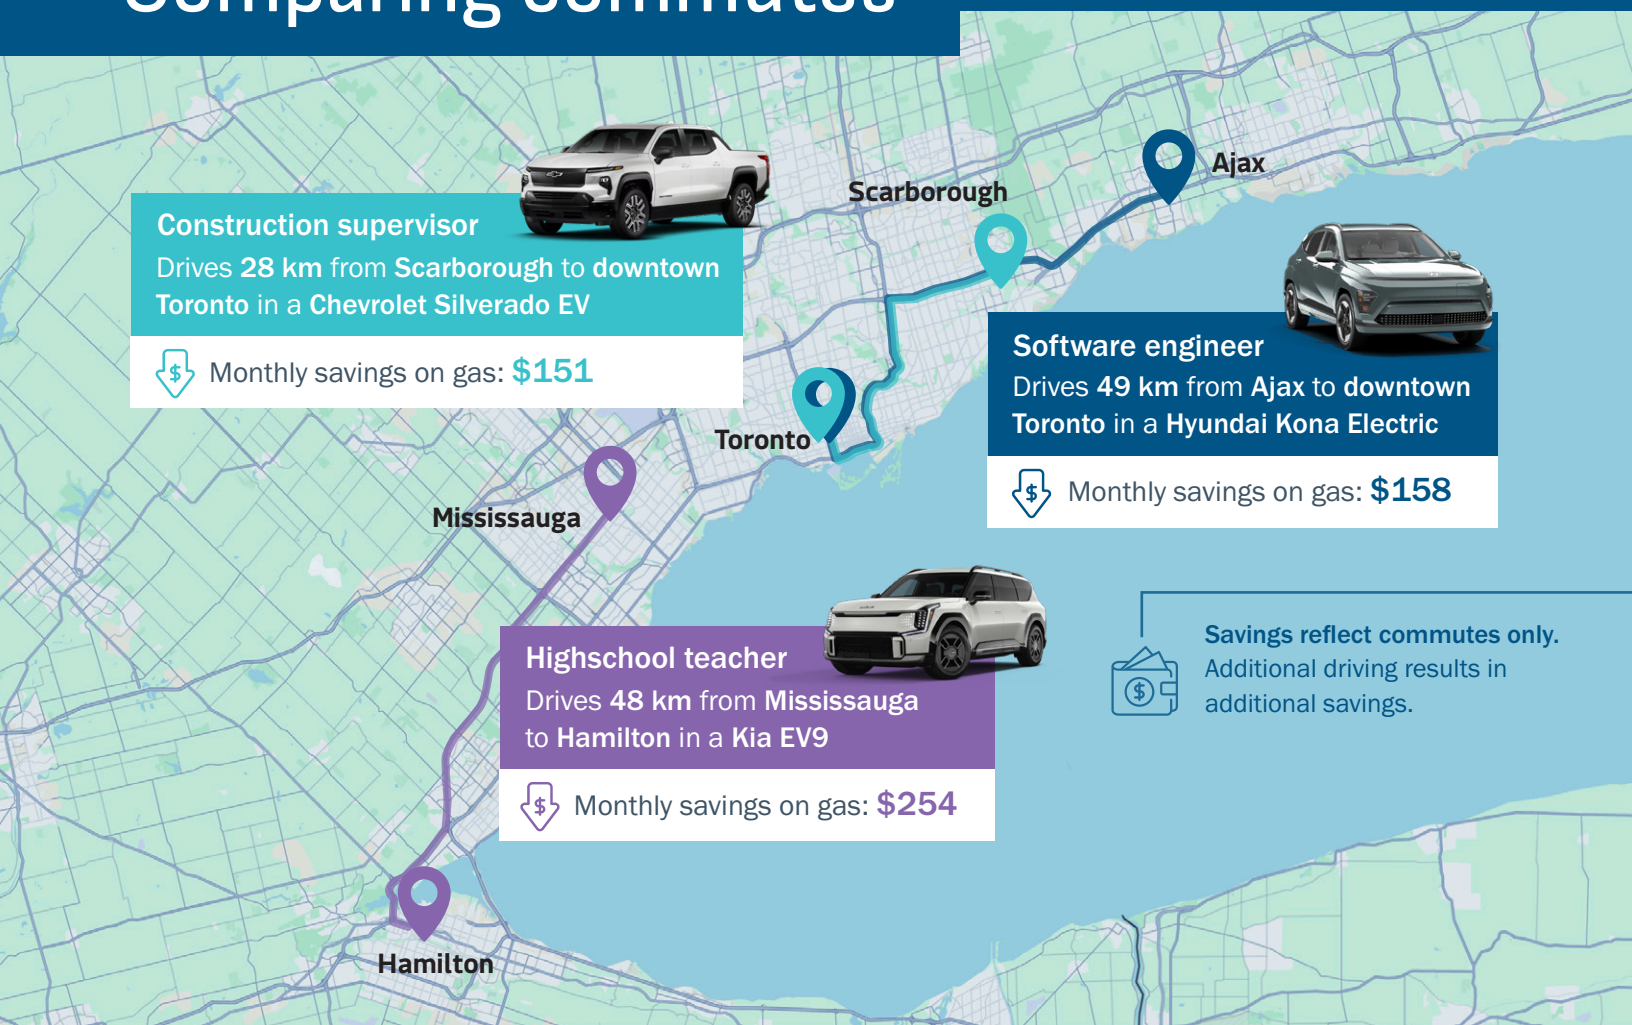 Comparing commutes
Ajax
Scarborough
Construction supervisor
Drives 28 km from Scarborough to downtown
Toronto in a Chevrolet Silverado EV
Monthly savings on gas: $151
Software engineer
Drives 49 km from Ajax to downtown
Toronto in a Hyundai Kona Electric
Monthly savings on gas: $158
Toronto
Mississauga
Highschool teacher
Drives 48 km from Mississauga
to Hamilton in a Kia EV9
Monthly savings on gas: $254
Savings reflect commutes only.
Additional driving results in
additional savings.
Hamilton